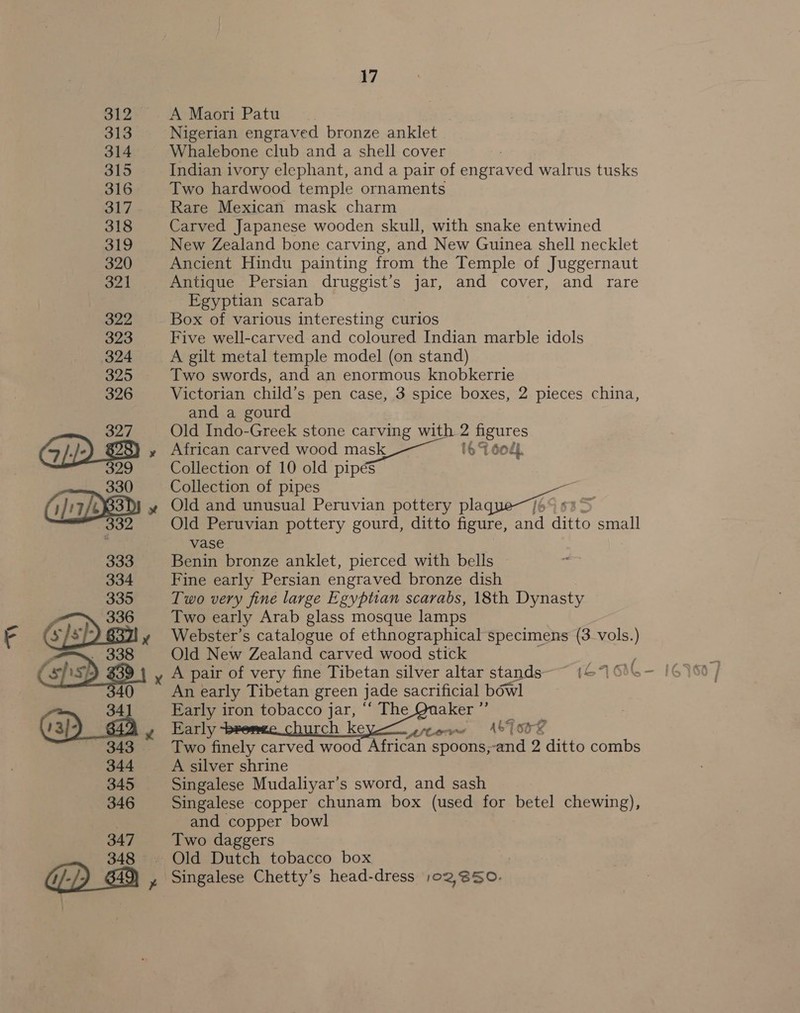 17
312 A Maori Patu
313 Nigerian engraved bronze anklet
314 Whalebone club and a shell cover
315 Indian ivory elephant, and a pair of engraved walrus tusks
316 Two hardwood temple ornaments
317 Rare Mexican mask charm
318 Carved Japanese wooden skull, with snake entwined
319 New Zealand bone carving, and New Guinea shell necklet
320 Ancient Hindu painting from the Temple of Juggernaut
321 Antique Persian druggist's jar, and cover, and rare
Egyptian scarab
322 Box of various interesting curios
323 Five well-carved and coloured Indian marble idols
324 A gilt metal temple model (on stand)
325 Two swords, and an enormous knobkerrie
326 Victorian child's pen case, 3 spice boxes, 2 pieces china,
and a gourd
327 Old Indo-Greek stone carving with 2 figures
328 African carved wood mask
329 Collection of 10 old pipes
330 Collection of pipes
331 Old and unusual Peruvian pottery plaque
332 Old Peruvian pottery gourd, ditto figure, and ditto small
vase
333 Benin bronze anklet, pierced with bells
334 Fine early Persian engraved bronze dish
335 Two very fine large Egyptian scarabs, 18th Dynasty
336 Two early Arab glass mosque lamps
337 Webster's catalogue of ethnographical specimens (3 vols.)
338 Old New Zealand carved wood stick
339 A pair of very fine Tibetan silver altar stands
340 An early Tibetan green jade sacrificial bowl
341 Early iron tobacco jar, "The Quaker"
342 Early bronze church key
343 Two finely carved wood African spoons, and 2 ditto combs
344 A silver shrine
345 Singalese Mudaliyar's sword, and sash
346 Singalese copper chunam box (used for betel chewing),
and copper bowl
347 Two daggers
348 Old Dutch tobacco box
349 Singalese Chetty's head-dress 102,850.